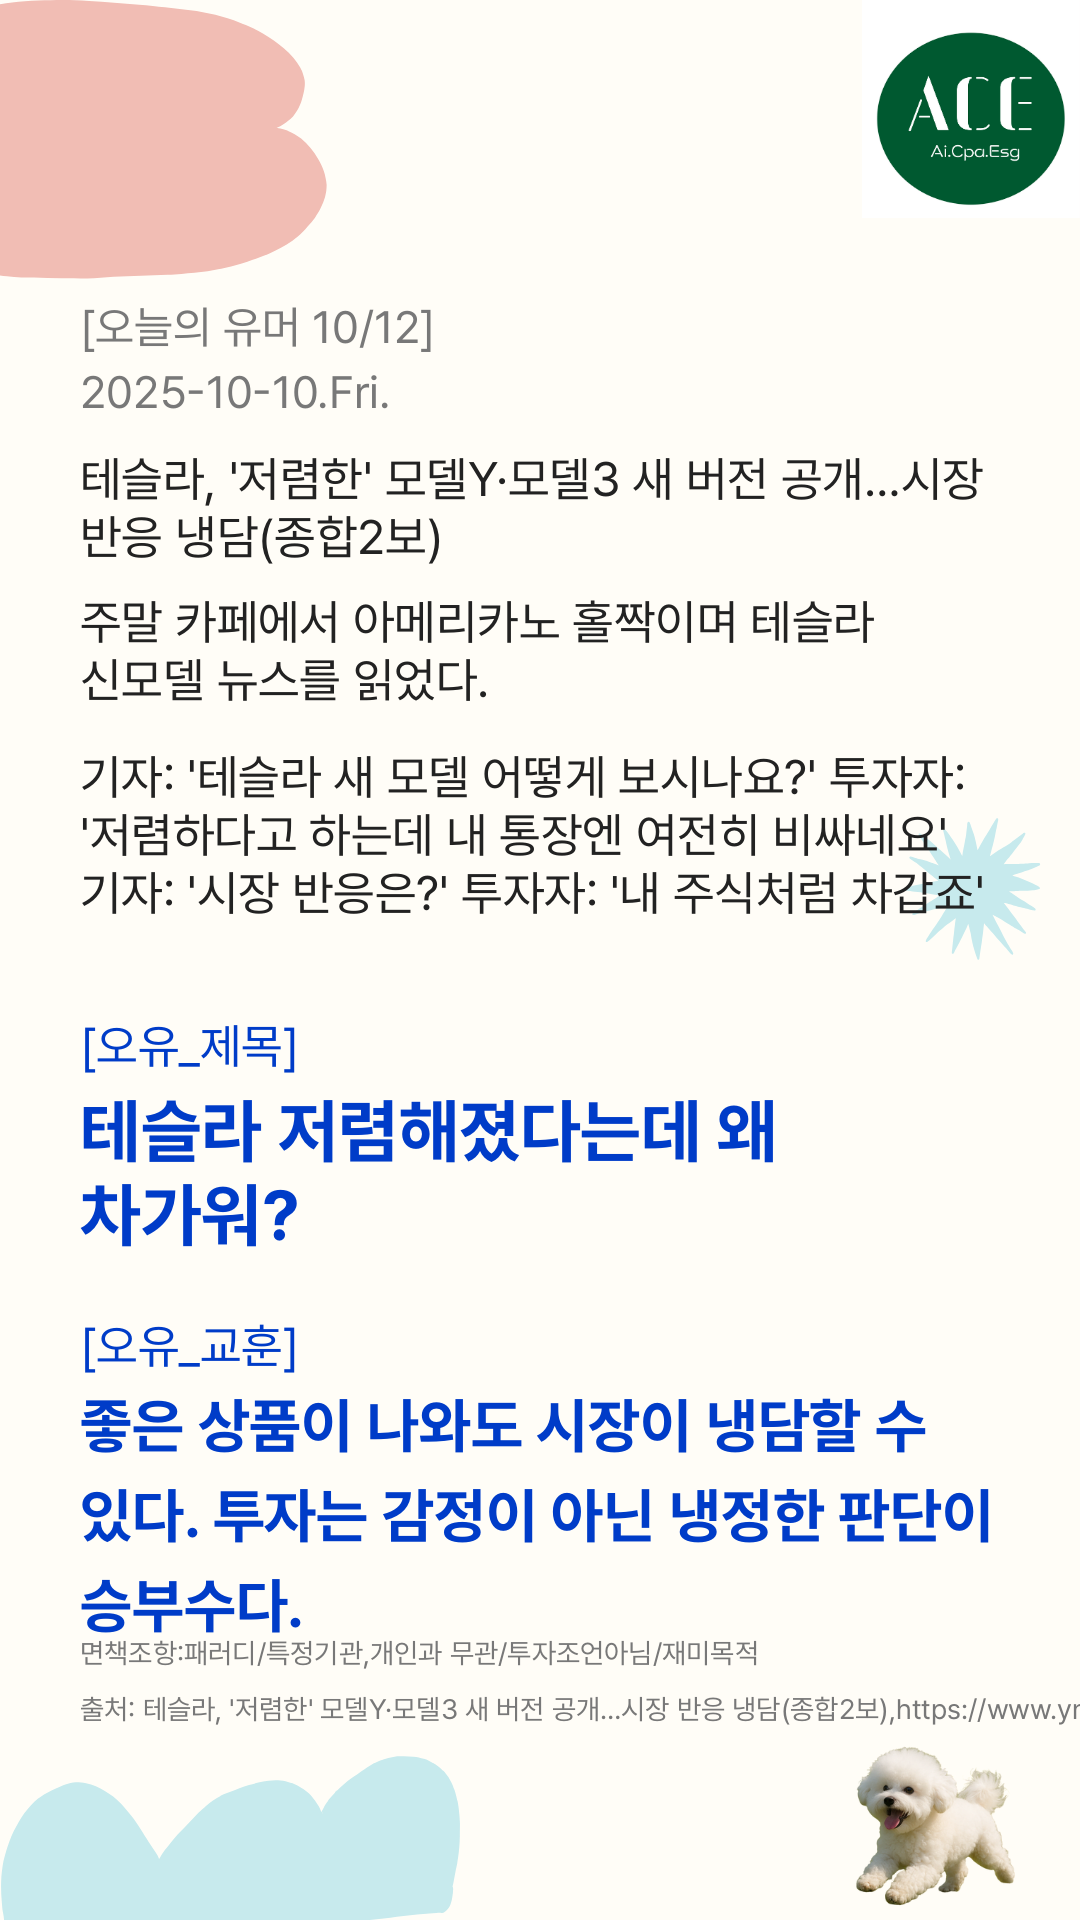 ACE
Ai.Cpa.Esg
[오늘의 유머 10/12]
2025-10-10.Fri.
테슬라, '저렴한' 모델Y·모델3 새 버전 공개…시장
반응 냉담(종합2보)
주말 카페에서 아메리카노 홀짝이며 테슬라
신모델 뉴스를 읽었다.
기자: '테슬라 새 모델 어떻게 보시나요?' 투자자:
'저렴하다고 하는데 내 통장엔 여전히 비싸네요'
기자: '시장 반응은?' 투자자: '내 주식처럼 차갑죠'
[오유_제목]
테슬라 저렴해졌다는데 왜
차가워?
[오유_교훈]
좋은 상품이 나와도 시장이 냉담할 수
있다. 투자는 감정이 아닌 냉정한 판단이
승부수다.
면책조항:패러디/특정기관,개인과 무관/투자조언아님/재미목적
출처: 테슬라, '저렴한' 모델Y·모델3 새 버전 공개…시장 반응 냉담(종합2보),https://www.yn